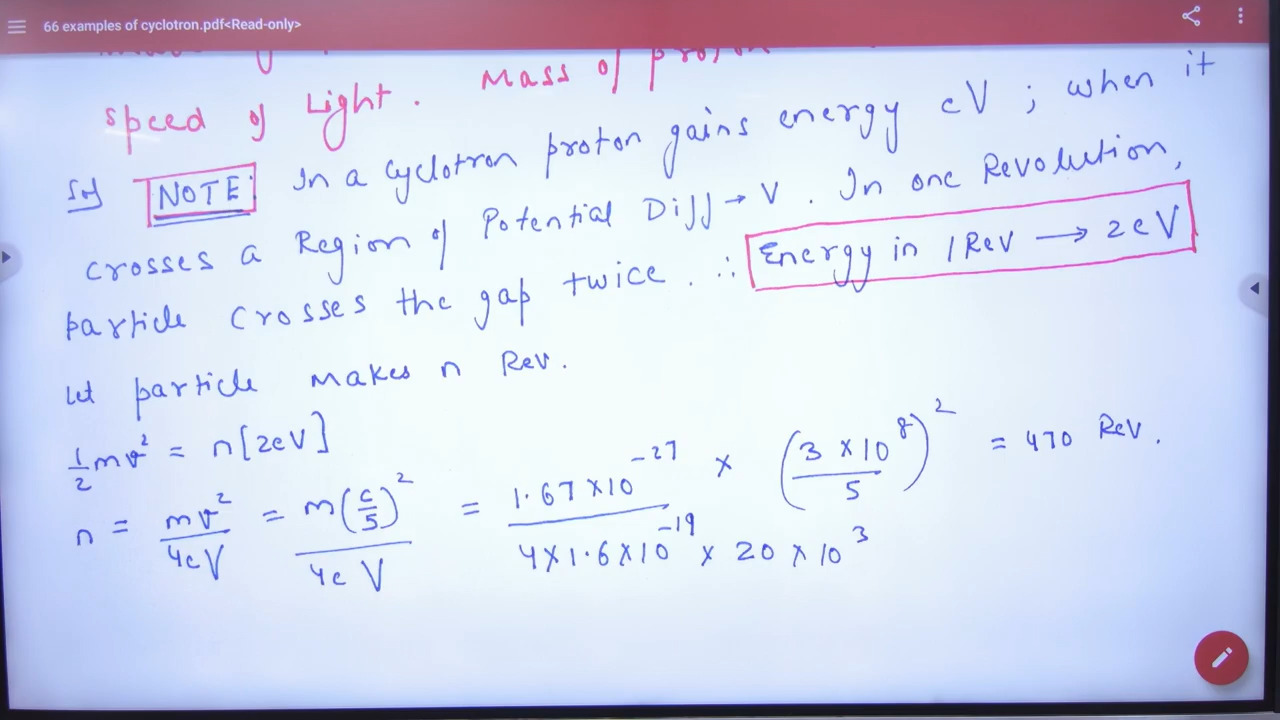 66 examples of cyclotron.pdf<Read-only>
speed of Light. Mass of proton
Sol NOTE In a Cyclotron proton gains energy eV ; when it
crosses a Region of Potential Diff → V . In one Revolution,
particle crosses the gap twice . ∴ Energy in 1 Rev → 2eV
Let particle makes n Rev.
1/2 mv² = n[2eV]
n = mv²/4eV = m(c/5)²/4eV = 1.67×10⁻²⁷/4×1.6×10⁻¹⁹×20×10³ × (3×10⁸/5)² = 470 Rev.